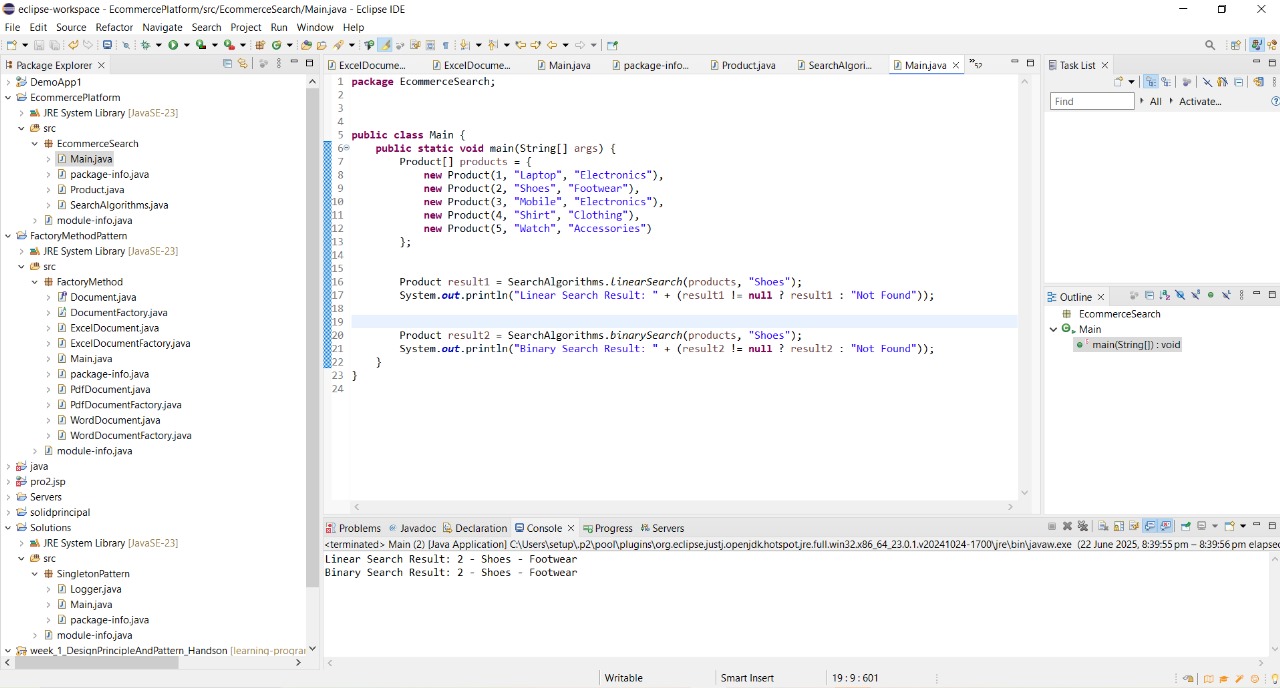 eclipse-workspace - EcommercePlatform/src/EcommerceSearch/Main.java - Eclipse IDE
File Edit Source Refactor Navigate Search Project Run Window Help
Package Explorer
DemoApp1
EcommercePlatform
JRE System Library [JavaSE-23]
src
EcommerceSearch
Main.java
package-info.java
Product.java
SearchAlgorithms.java
module-info.java
FactoryMethodPattern
JRE System Library [JavaSE-23]
src
FactoryMethod
Document.java
DocumentFactory.java
ExcelDocument.java
ExcelDocumentFactory.java
Main.java
package-info.java
PdfDocument.java
PdfDocumentFactory.java
WordDocument.java
WordDocumentFactory.java
module-info.java
java
pro2.jsp
Servers
solidprincipal
Solutions
JRE System Library [JavaSE-23]
src
SingletonPattern
Logger.java
Main.java
package-info.java
module-info.java
week_1_DesignPrincipleAndPattern_Handson [learning-progra
ExcelDocume... ExcelDocume... Main.java package-info... Product.java SearchAlgori... Main.java »52
1 package EcommerceSearch;
2
3
4
5 public class Main {
6 public static void main(String[] args) {
7 Product[] products = {
8 new Product(1, "Laptop", "Electronics"),
9 new Product(2, "Shoes", "Footwear"),
10 new Product(3, "Mobile", "Electronics"),
11 new Product(4, "Shirt", "Clothing"),
12 new Product(5, "Watch", "Accessories")
13 };
14
15
16 Product result1 = SearchAlgorithms.linearSearch(products, "Shoes");
17 System.out.println("Linear Search Result: " + (result1 != null ? result1 : "Not Found"));
18
19
20 Product result2 = SearchAlgorithms.binarySearch(products, "Shoes");
21 System.out.println("Binary Search Result: " + (result2 != null ? result2 : "Not Found"));
22 }
23 }
24
Task List
Find All Activate...
Outline
EcommerceSearch
Main
main(String[]) : void
Problems Javadoc Declaration Console Progress Servers
<terminated> Main (2) [Java Application] C:\Users\setup\.p2\pool\plugins\org.eclipse.justj.openjdk.hotspot.jre.full.win32.x86_64_23.0.1.v20241024-1700\jre\bin\javaw.exe (22 June 2025, 8:39:55 pm – 8:39:56 pm elapse
Linear Search Result: 2 - Shoes - Footwear
Binary Search Result: 2 - Shoes - Footwear
Writable Smart Insert 19 : 9 : 601